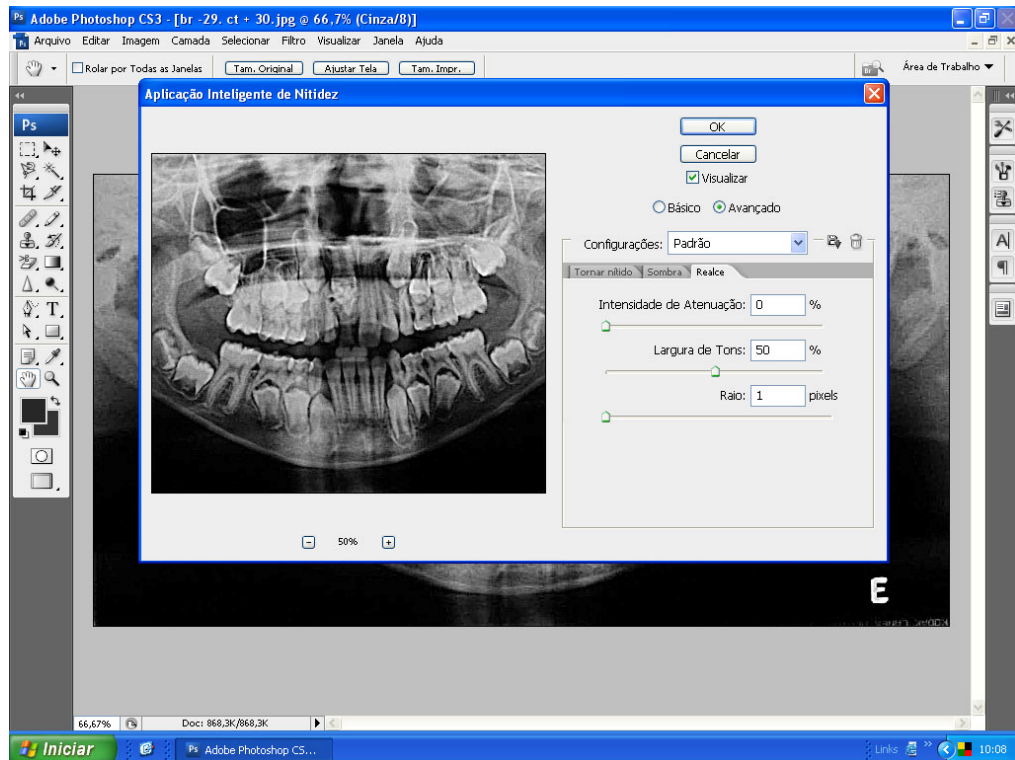 Ps Adobe Photoshop CS3 - [br -29. ct + 30.jpg @ 66,7% (Cinza/8)]
Arquivo Editar Imagem Camada Selecionar Filtro Visualizar Janela Ajuda
Rolar por Todas as Janelas Tam. Original Ajustar Tela Tam. Impr. Área de Trabalho
Aplicação Inteligente de Nitidez
Ps
OK
Cancelar
Visualizar
Básico Avançado
Configurações: Padrão
Tornar nítido Sombra Realce
Intensidade de Atenuação: 0 %
Largura de Tons: 50 %
Raio: 1 pixels
50%
E
66,67% Doc: 868,3K/868,3K
Iniciar Ps Adobe Photoshop CS... Links 10:08